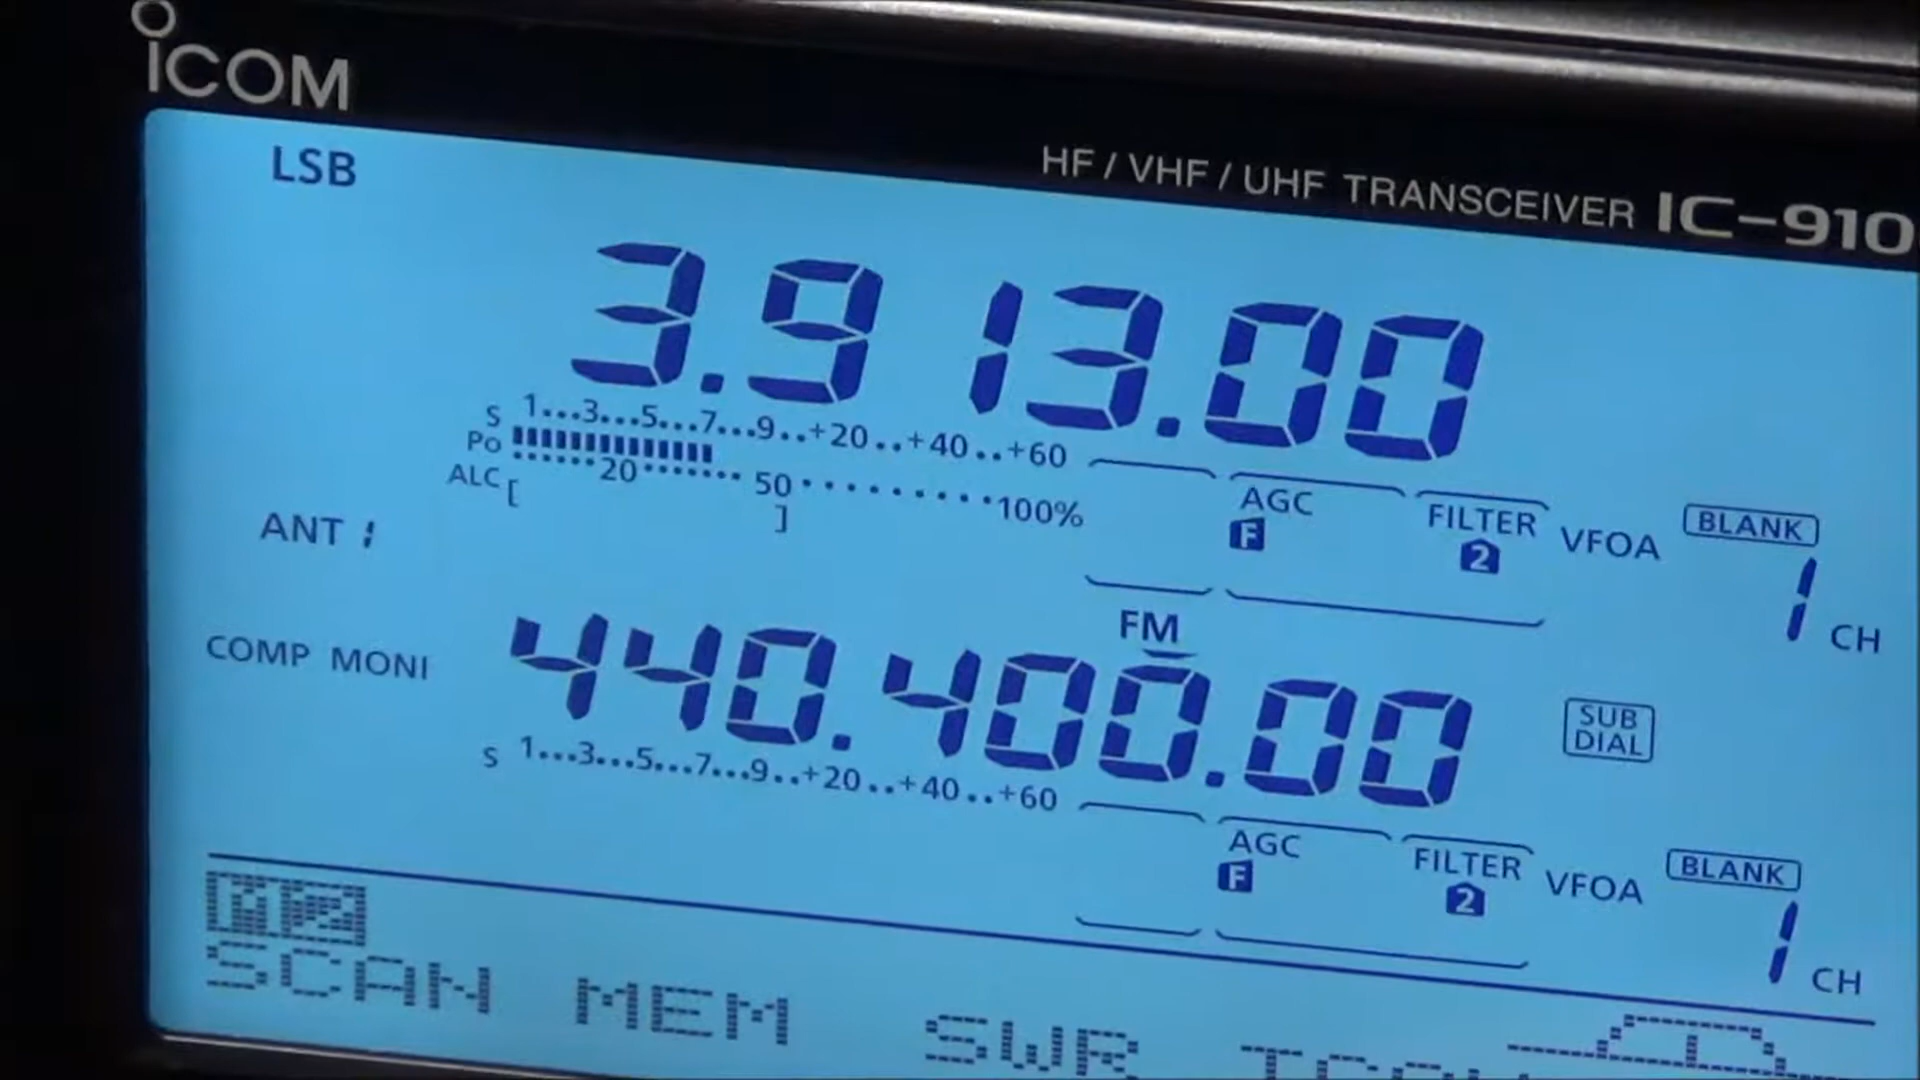 ICOM
HF / VHF / UHF TRANSCEIVER IC-910
LSB
3.913.00
S 1...3...5...7...9..+20..+40..+60
Po 20 50 100%
ALC [ ]
AGC FILTER VFOA BLANK
F 2 1 CH
ANT 1
FM
COMP MONI
440.400.00 SUB DIAL
S 1...3...5...7...9..+20..+40..+60
AGC FILTER VFOA BLANK
F 2 1 CH
SCAN MEM SWR